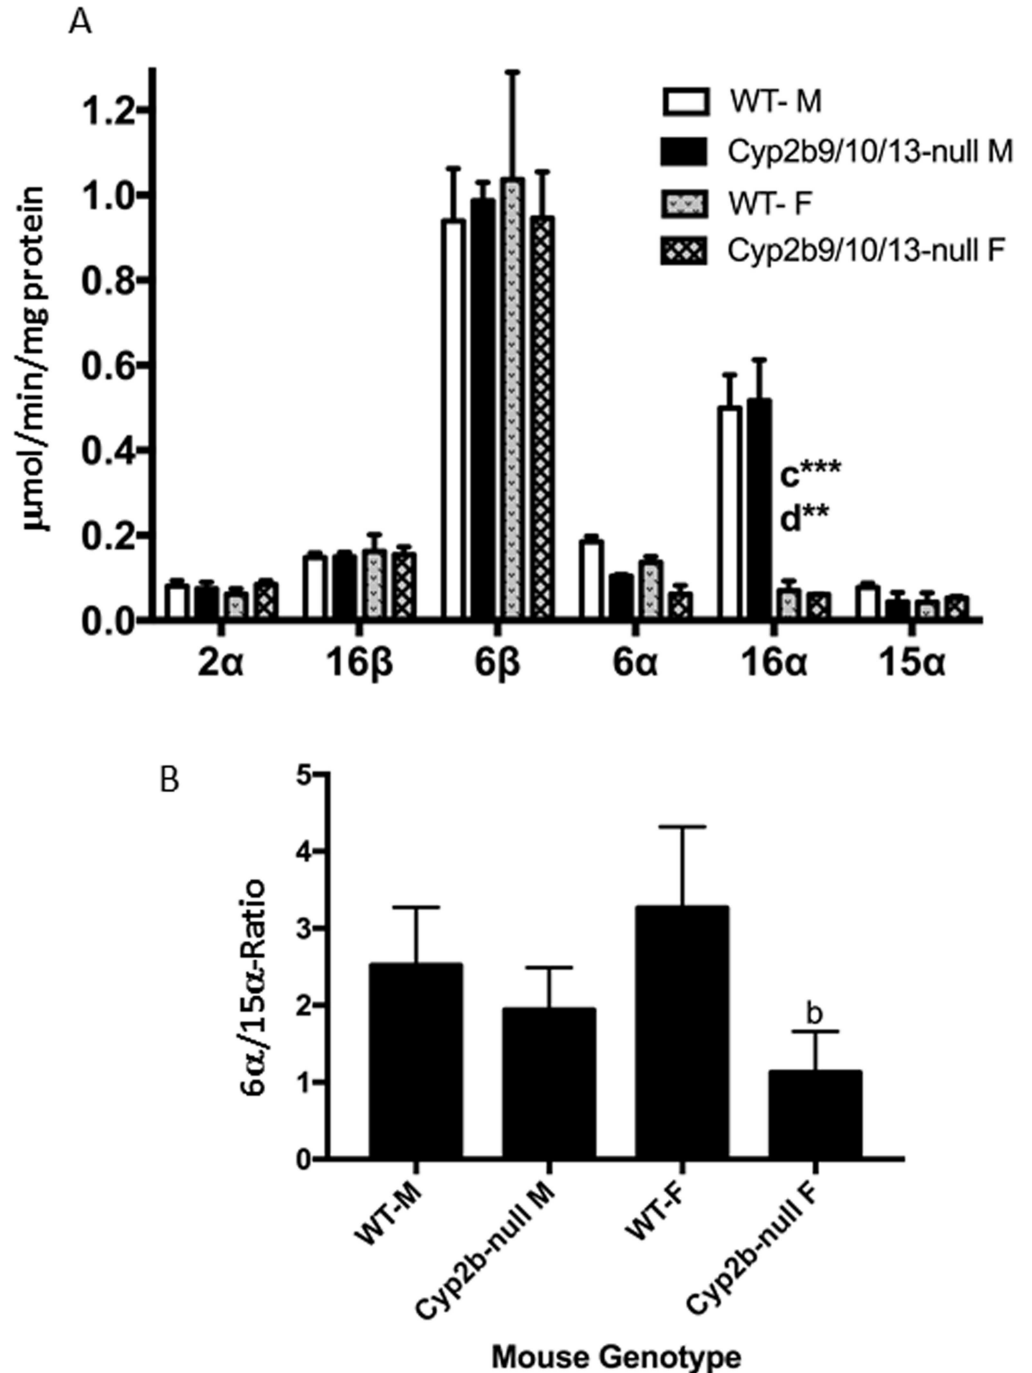 A
μmol/min/mg protein
1.2
1.0
0.8
0.6
0.4
0.2
0.0
WT- M
Cyp2b9/10/13-null M
WT- F
Cyp2b9/10/13-null F
c***
d**
2α 16β 6β 6α 16α 15α
B
6α/15α-Ratio
5
4
3
2
1
0
b
WT-M
Cyp2b-null M
WT-F
Cyp2b-null F
Mouse Genotype